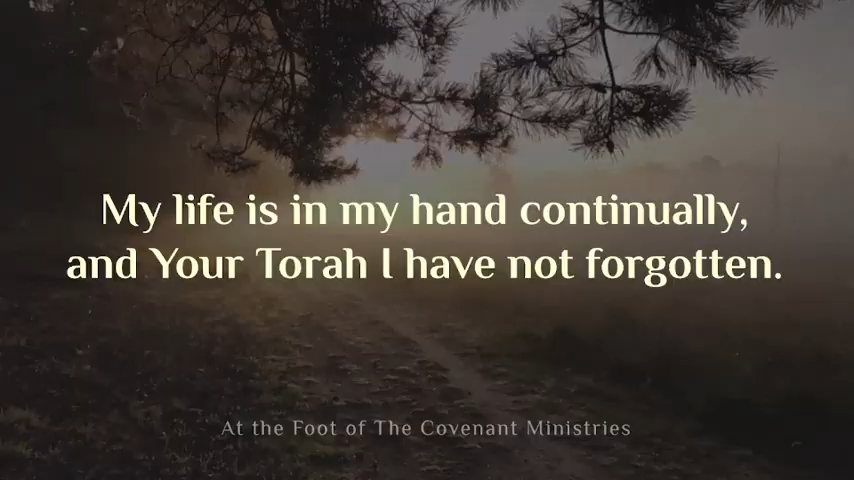 My life is in my hand continually,
and Your Torah I have not forgotten.
At the Foot of The Covenant Ministries